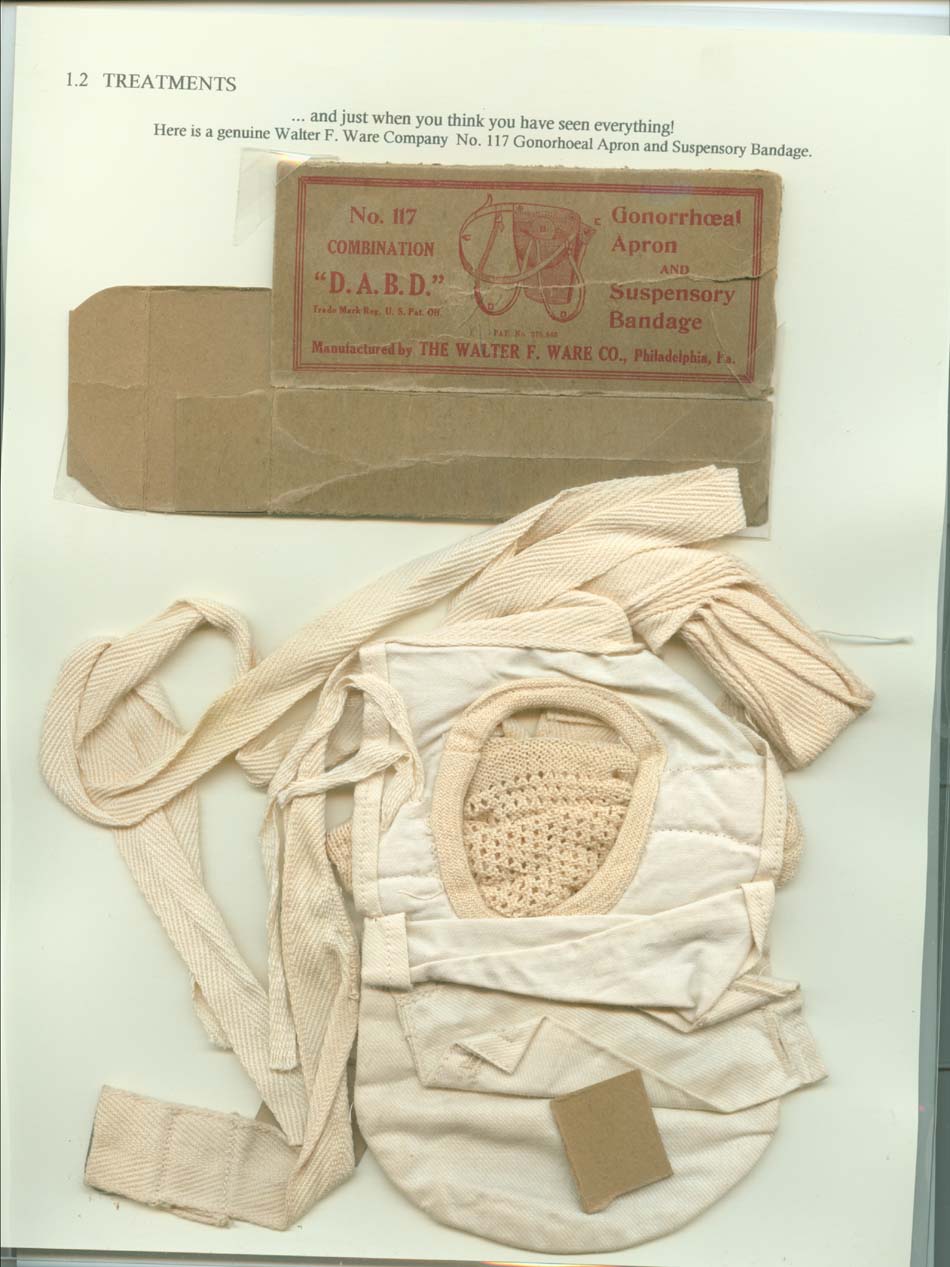 1.2 TREATMENTS
... and just when you think you have seen everything!
Here is a genuine Walter F. Ware Company No. 117 Gonorhoeal Apron and Suspensory Bandage.
No. 117
COMBINATION
"D.A.B.D."
Trade Mark Reg. U. S. Pat. Off.
Gonorrhœal
Apron
AND
Suspensory
Bandage
PAT. No.
Manufactured by THE WALTER F. WARE CO., Philadelphia, Pa.